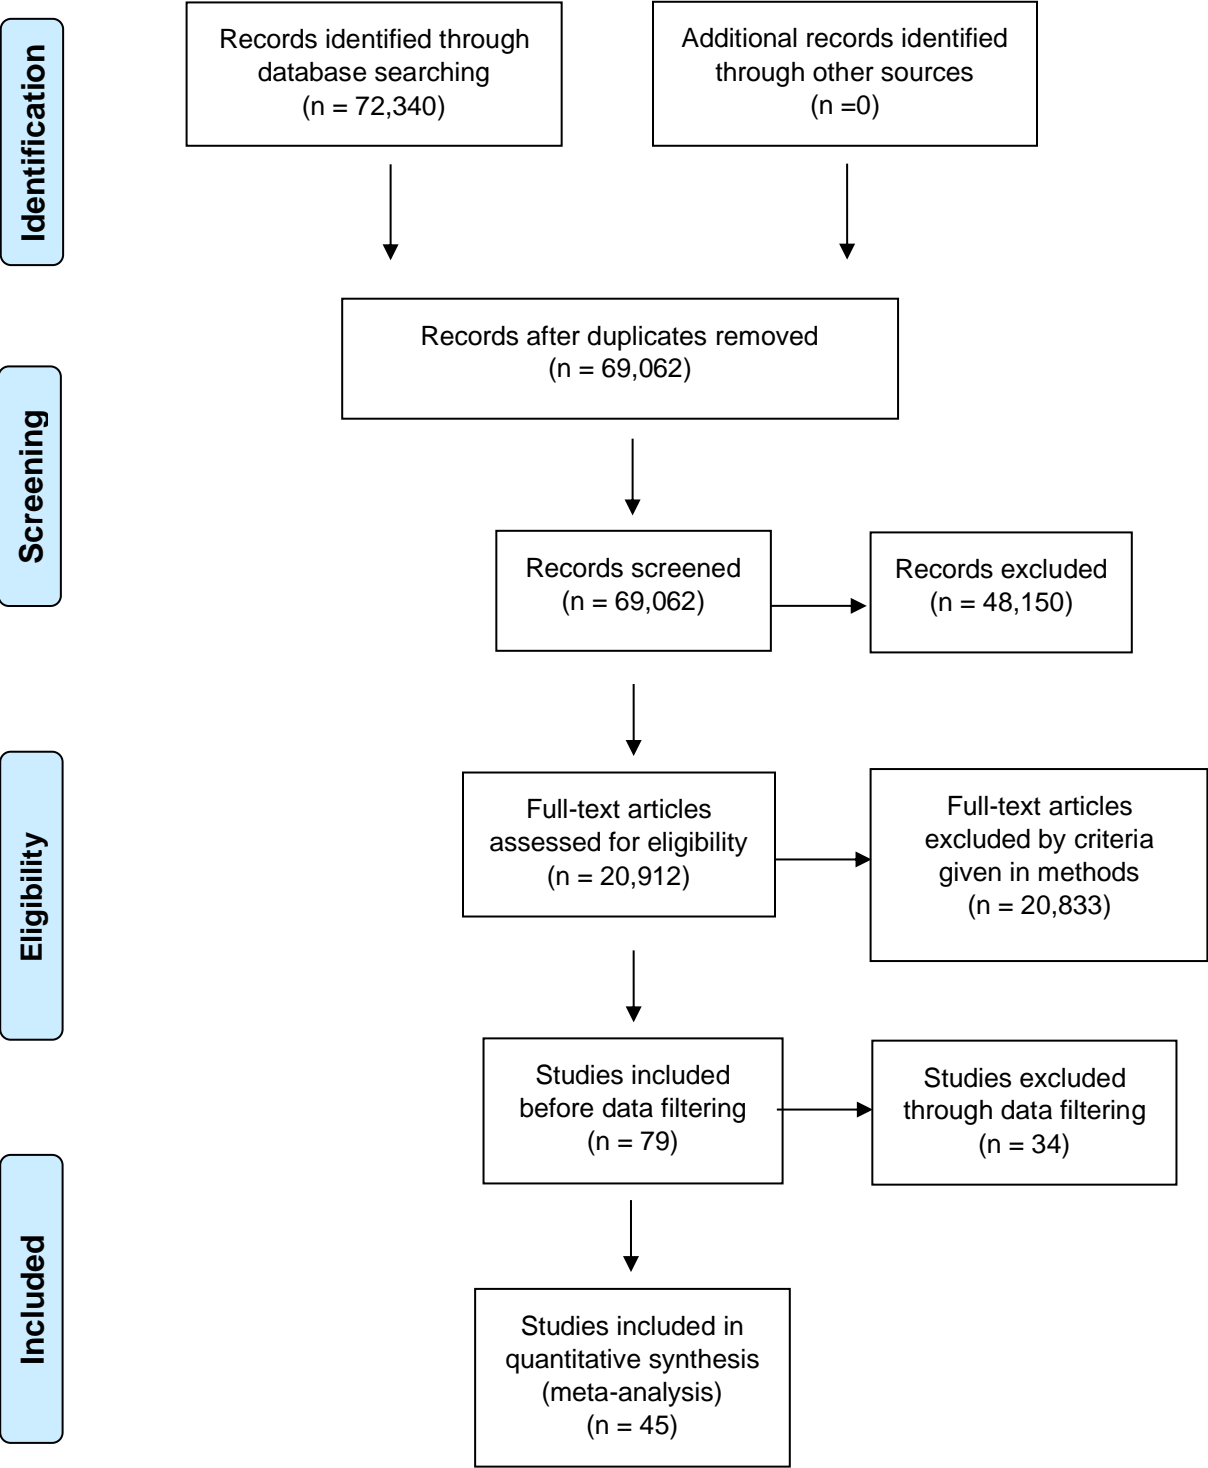 Identification
Records identified through
database searching
(n = 72,340)
Additional records identified
through other sources
(n =0)
Records after duplicates removed
(n = 69,062)
Screening
Records screened
(n = 69,062)
Records excluded
(n = 48,150)
Eligibility
Full-text articles
assessed for eligibility
(n = 20,912)
Full-text articles
excluded by criteria
given in methods
(n = 20,833)
Studies included
before data filtering
(n = 79)
Studies excluded
through data filtering
(n = 34)
Included
Studies included in
quantitative synthesis
(meta-analysis)
(n = 45)